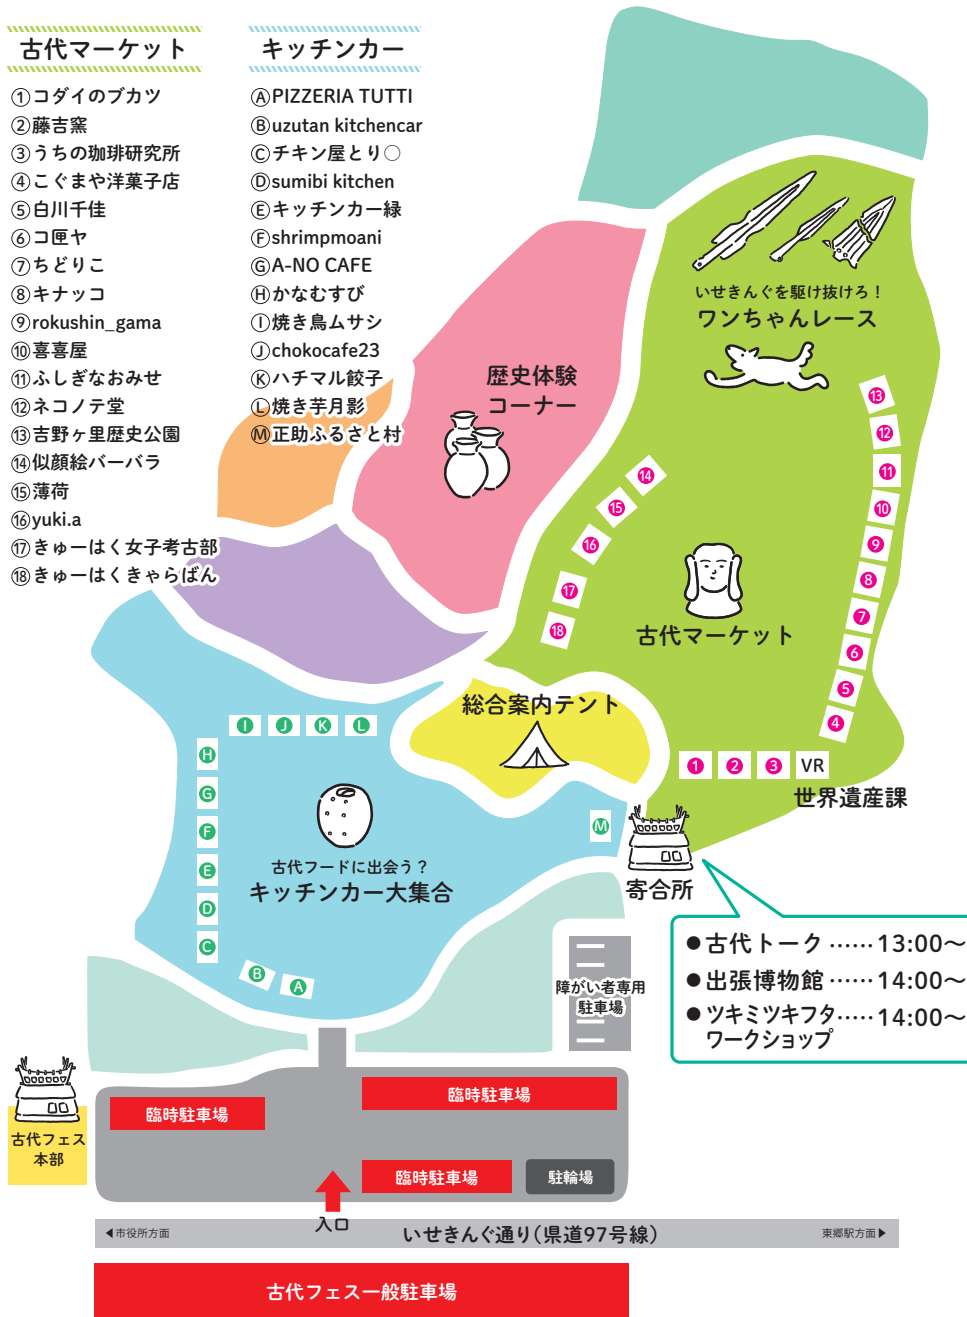 古代マーケット
①コダイのブカツ
②藤吉窯
③うちの珈琲研究所
④こぐまや洋菓子店
⑤白川千佳
⑥コ匣ヤ
⑦ちどりこ
⑧キナッコ
⑨rokushin_gama
⑩喜喜屋
⑪ふしぎなおみせ
⑫ネコノテ堂
⑬吉野ヶ里歴史公園
⑭似顔絵バーバラ
⑮薄荷
⑯yuki.a
⑰きゅーはく女子考古部
⑱きゅーはくきゃらばん
キッチンカー
ⒶPIZZERIA TUTTI
Ⓑuzutan kitchencar
Ⓒチキン屋とり○
Ⓓsumibi kitchen
Ⓔキッチンカー緑
Ⓕshrimpmoani
ⒼA-NO CAFE
Ⓗかなむすび
Ⓘ焼き鳥ムサシ
Ⓙchokocafe23
Ⓚハチマル餃子
Ⓛ焼き芋月影
Ⓜ正助ふるさと村
いせきんぐを駆け抜けろ！
ワンちゃんレース
歴史体験
コーナー
⑬
⑫
⑪
⑩
⑨
⑧
⑦
⑥
⑤
④
⑭
⑮
⑯
⑰
⑱
古代マーケット
総合案内テント
① ② ③ VR
世界遺産課
I J K L
H
G
F
E
D
C
B
A
M
古代フードに出会う？
キッチンカー大集合
寄合所
●古代トーク……13:00〜
●出張博物館……14:00〜
●ツキミツキフタ……14:00〜
ワークショップ
障がい者専用
駐車場
古代フェス
本部
臨時駐車場
臨時駐車場
臨時駐車場
駐輪場
入口
◀市役所方面
いせきんぐ通り（県道97号線）
東郷駅方面▶
古代フェス一般駐車場